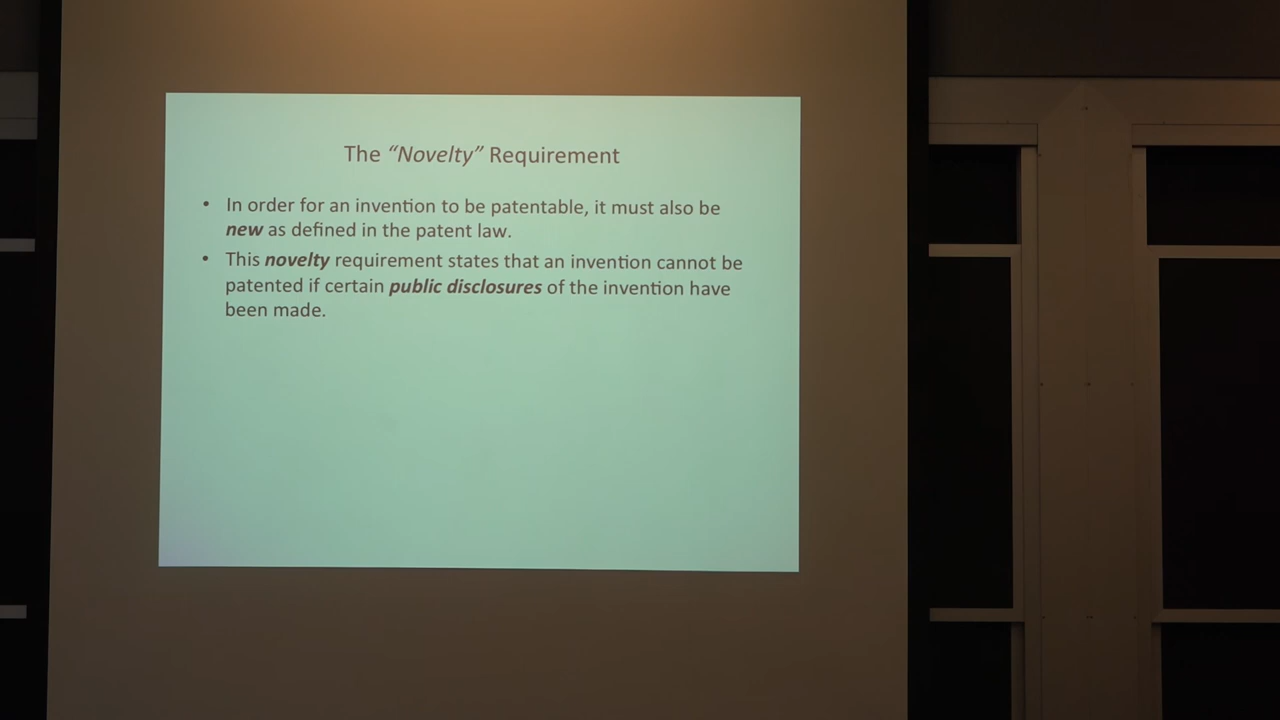 The “Novelty” Requirement
• In order for an invention to be patentable, it must also be
new as defined in the patent law.
• This novelty requirement states that an invention cannot be
patented if certain public disclosures of the invention have
been made.